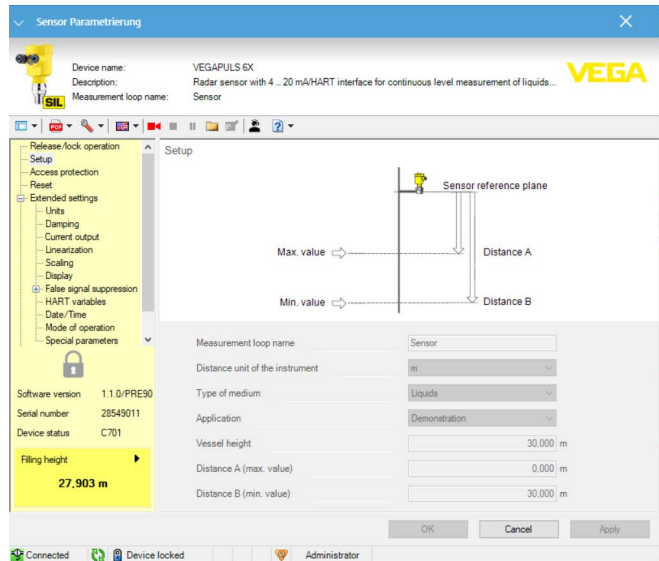 Sensor Parametrierung
Device name: VEGAPULS 6X
Description: Radar sensor with 4 ... 20 mA/HART interface for continuous level measurement of liquids...
Measurement loop name: Sensor
SIL
VEGA
PDF
Release/lock operation
Setup
Access protection
Reset
Extended settings
Units
Damping
Current output
Linearization
Scaling
Display
False signal suppression
HART variables
Date/Time
Mode of operation
Special parameters
Software version 1.1.0/PRE90
Serial number 28549011
Device status C701
Filling height
27,903 m
Setup
Sensor reference plane
Max. value
Distance A
Min. value
Distance B
Measurement loop name Sensor
Distance unit of the instrument m
Type of medium Liquids
Application Demonstration
Vessel height 30,000 m
Distance A (max. value) 0,000 m
Distance B (min. value) 30,000 m
OK Cancel Apply
Connected Device locked Administrator